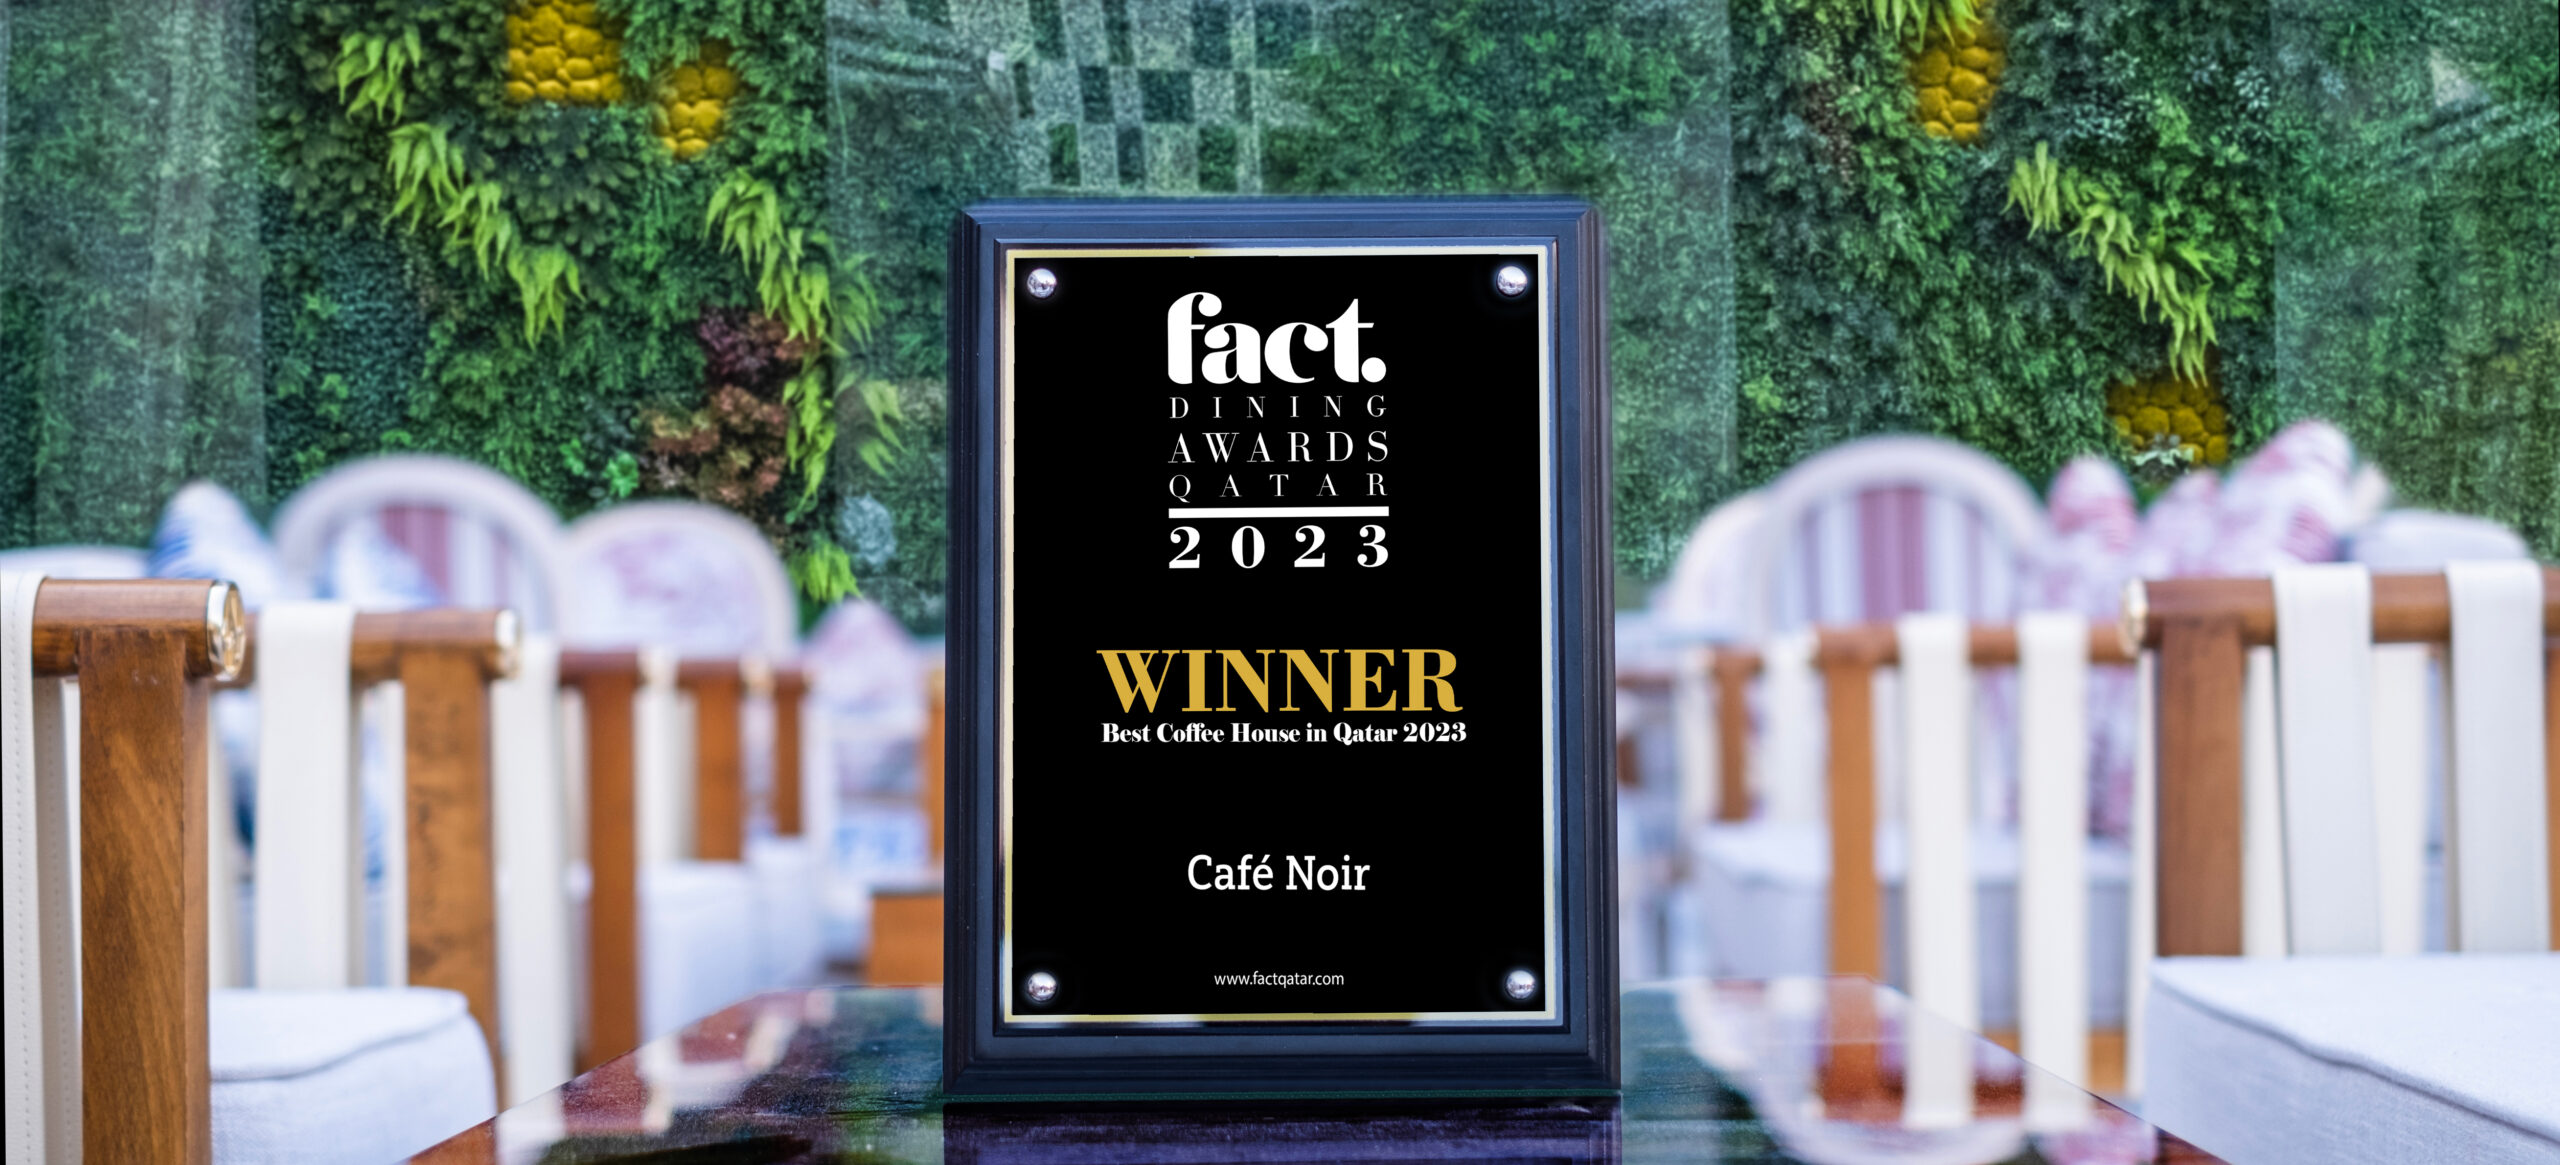 fact.
DINING
AWARDS
QATAR
2023
WINNER
Best Coffee House in Qatar 2023
Café Noir
www.factqatar.com